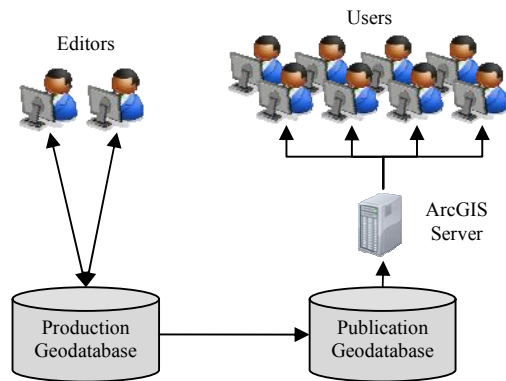 Users
Editors
ArcGIS
Server
Production
Geodatabase
Publication
Geodatabase